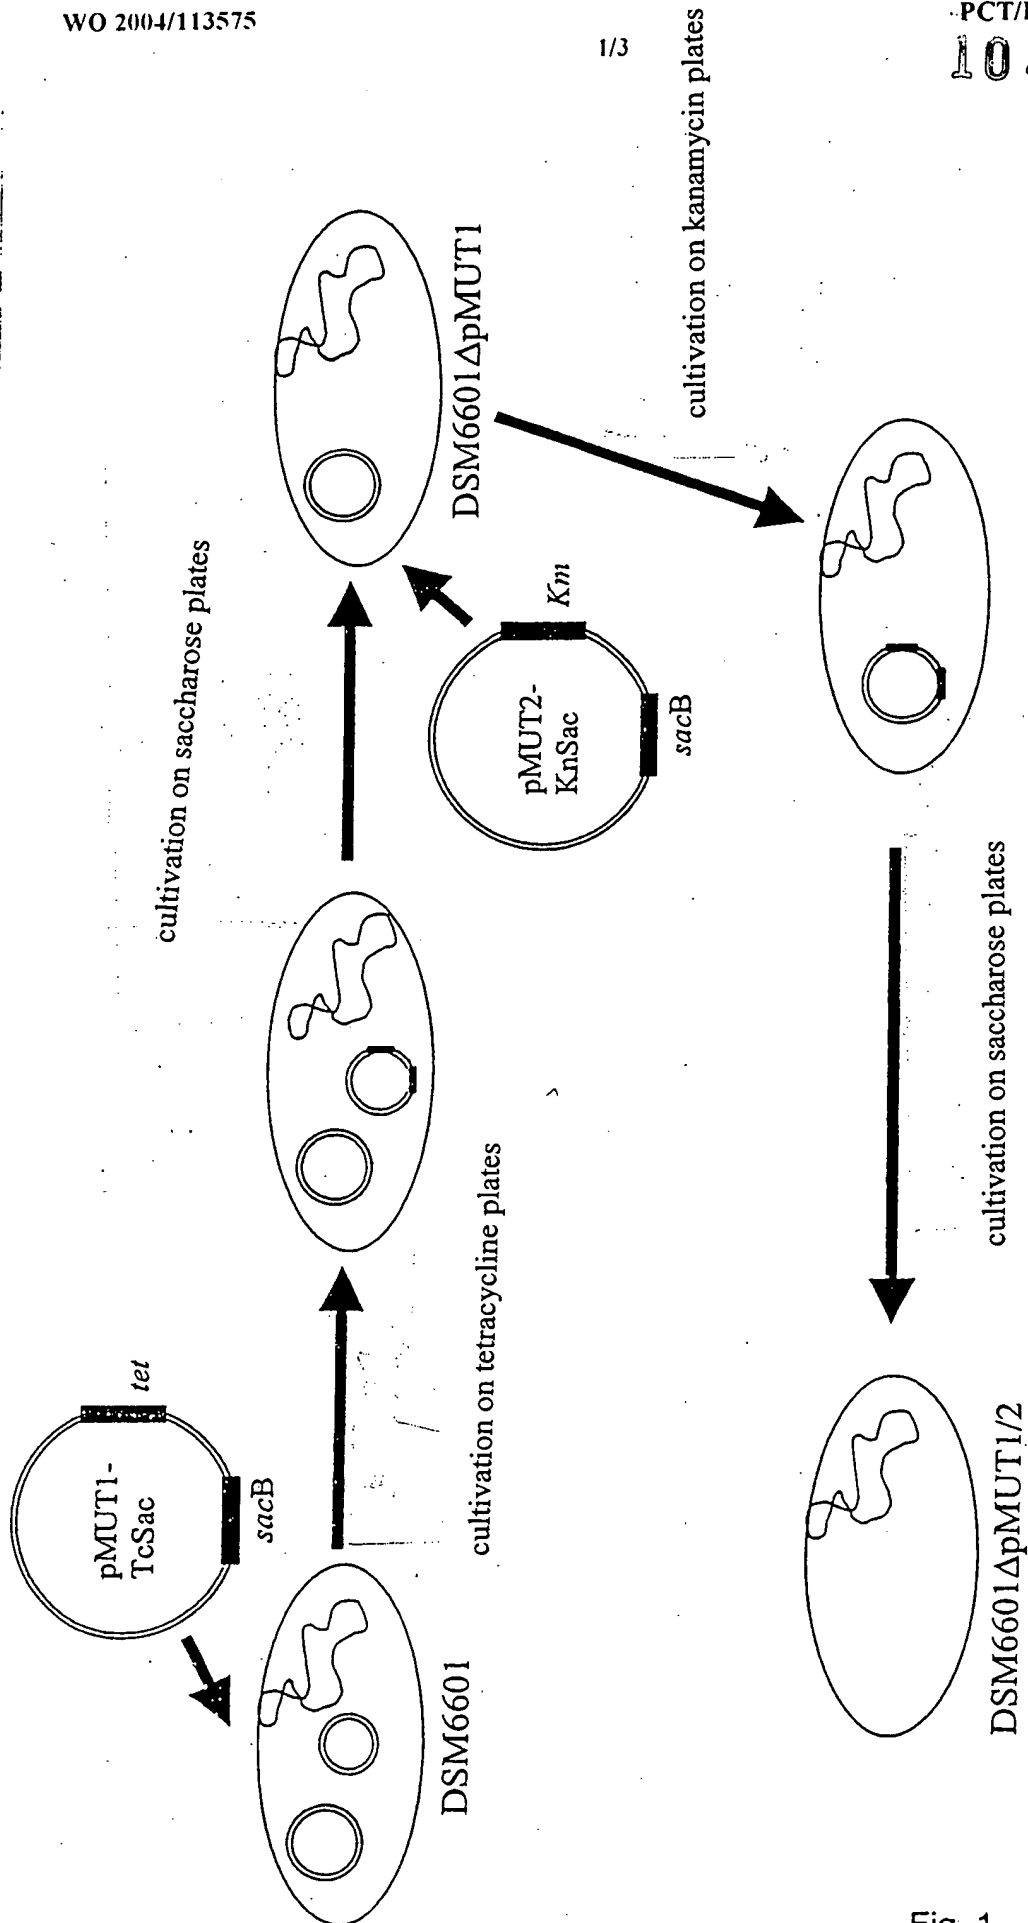 WO 2004/113575
1/3
PCT/
10
pMUT1-
TcSac
tet
sacB
DSM6601
cultivation on tetracycline plates
cultivation on saccharose plates
pMUT2-
KnSac
Km
sacB
DSM6601ΔpMUT1
cultivation on kanamycin plates
cultivation on saccharose plates
DSM6601ΔpMUT1/2
Fig. 1